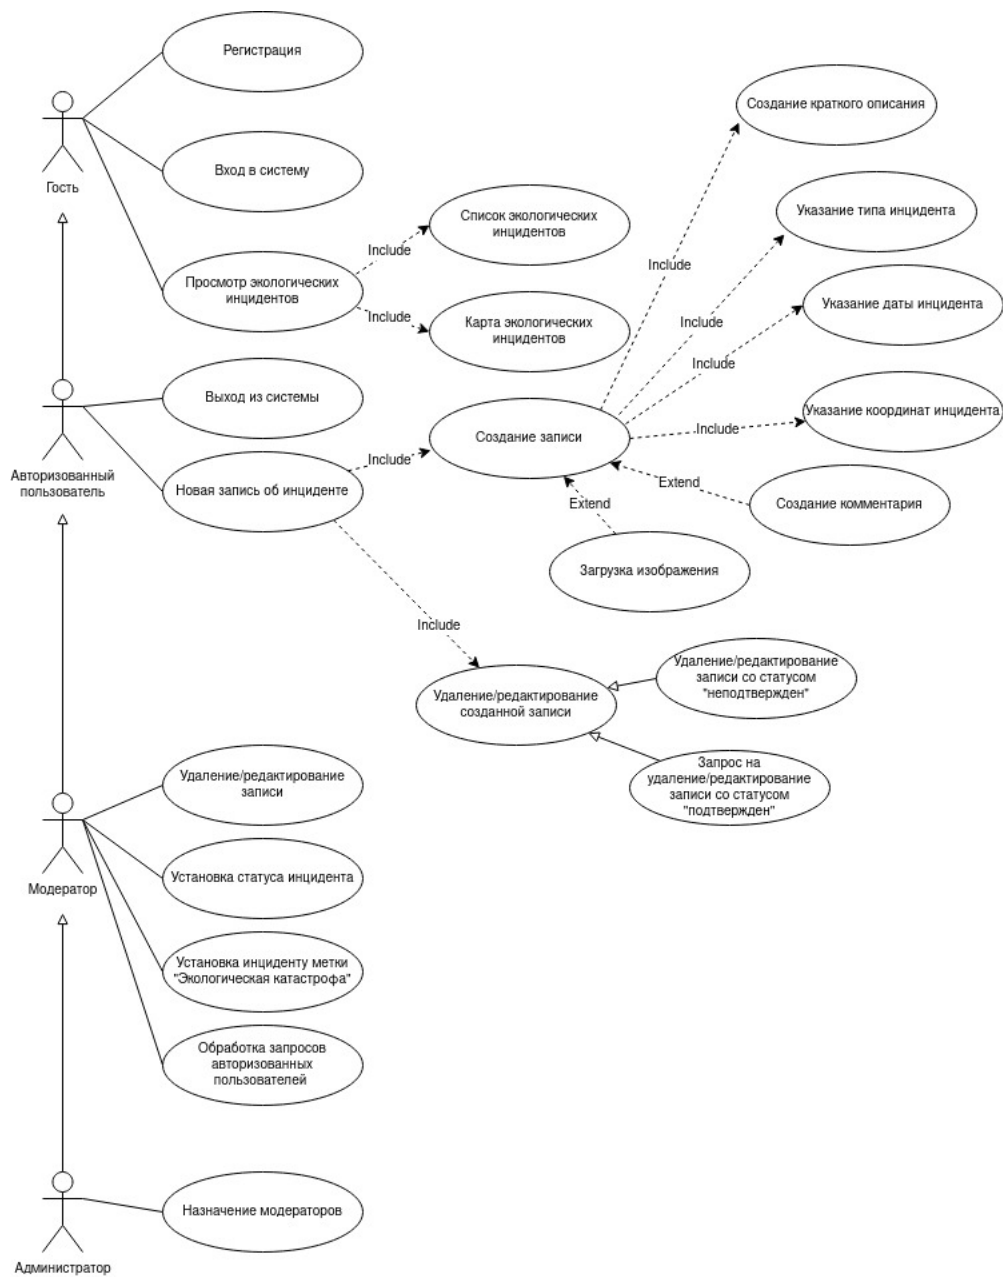 Регистрация
Создание краткого описания
Гость
Вход в систему
Список экологических
инцидентов
Указание типа инцидента
Include
Include
Просмотр экологических
инцидентов
Include
Карта экологических
инцидентов
Include
Указание даты инцидента
Include
Выход из системы
Создание записи
Include
Указание координат инцидента
Авторизованный
пользователь
Новая запись об инциденте
Include
Extend
Создание комментария
Extend
Загрузка изображения
Include
Удаление/редактирование
созданной записи
Удаление/редактирование
записи со статусом
"неподтвержден"
Запрос на
удаление/редактирование
записи со статусом
"подтвержден"
Удаление/редактирование
записи
Модератор
Установка статуса инцидента
Установка инциденту метки
"Экологическая катастрофа"
Обработка запросов
авторизованных
пользователей
Назначение модераторов
Администратор